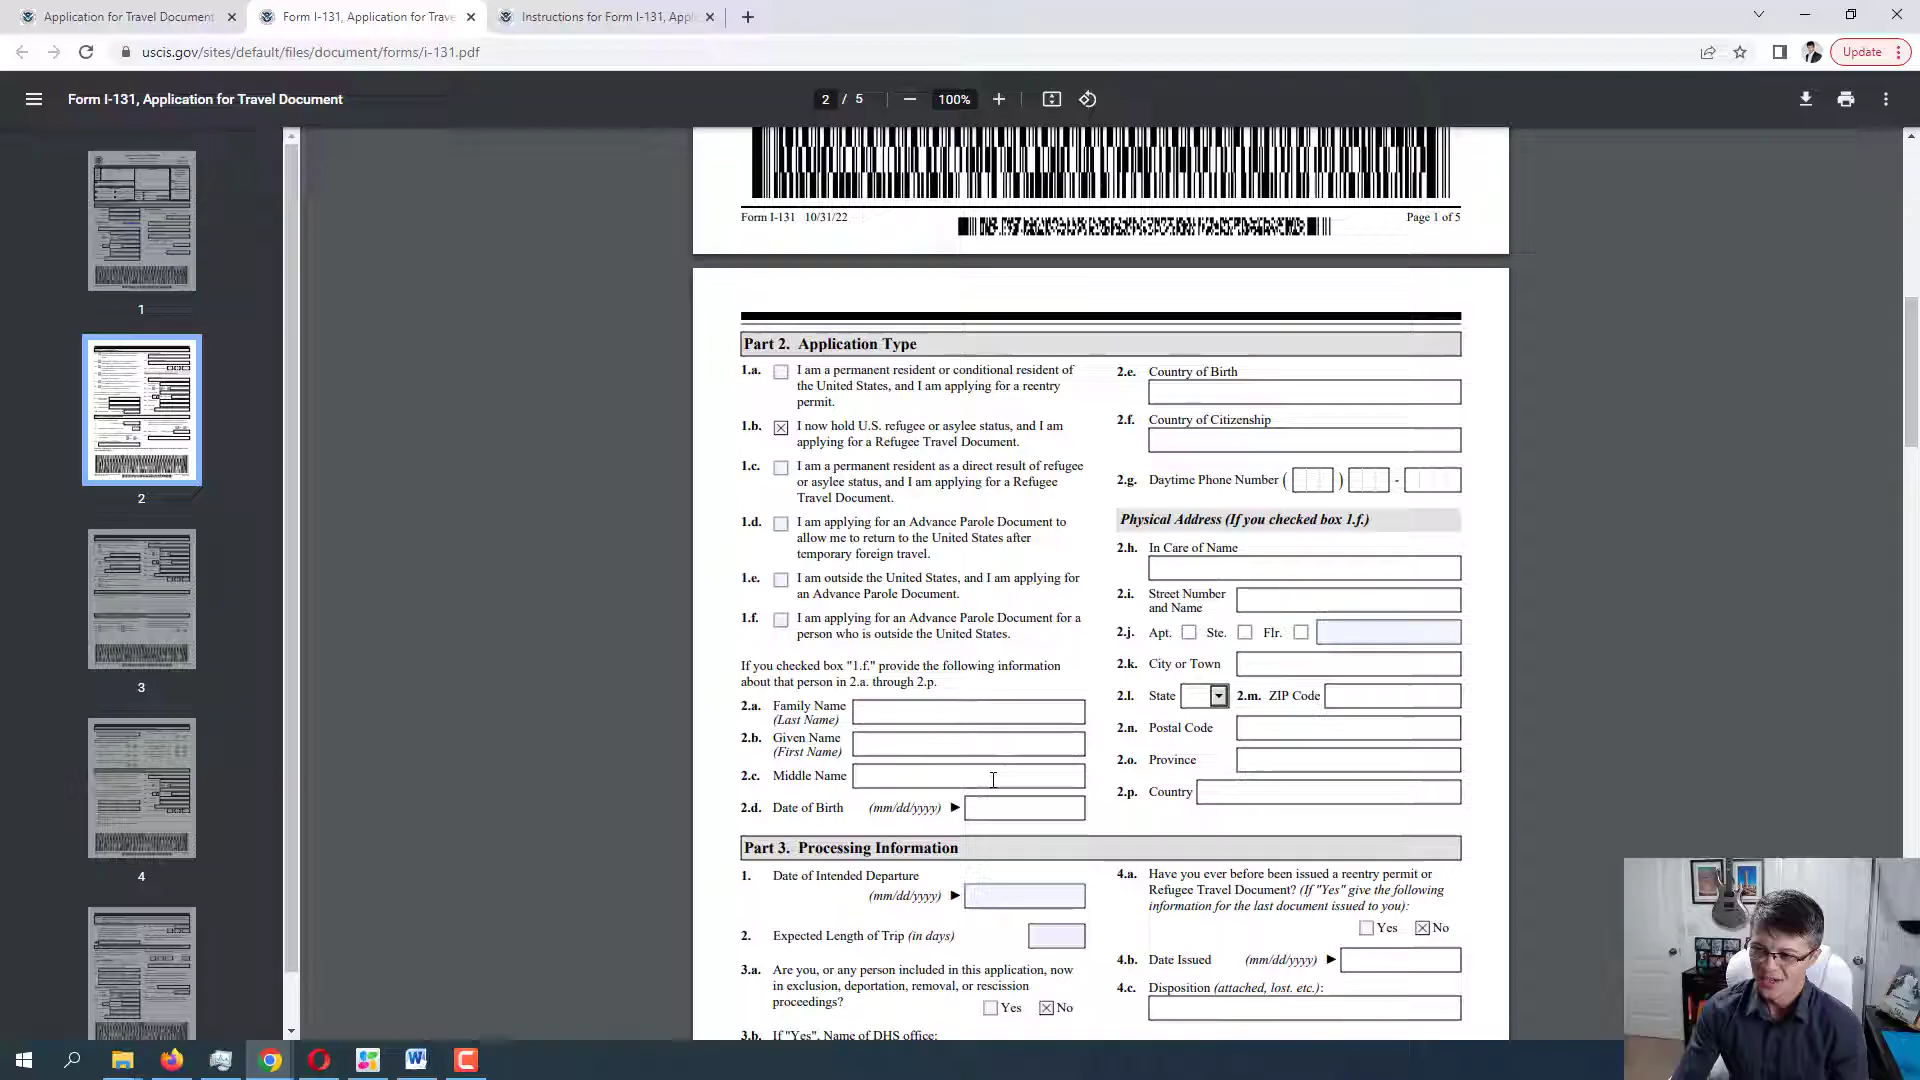 Application for Travel Document
Form I-131, Application for Trave
Instructions for Form I-131, Appl
uscis.gov/sites/default/files/document/forms/i-131.pdf
Update
Form I-131, Application for Travel Document
2 / 5
100%
1
2
3
4
Form I-131 10/31/22
Page 1 of 5
Part 2. Application Type
1.a. I am a permanent resident or conditional resident of
the United States, and I am applying for a reentry
permit.
1.b. I now hold U.S. refugee or asylee status, and I am
applying for a Refugee Travel Document.
1.c. I am a permanent resident as a direct result of refugee
or asylee status, and I am applying for a Refugee
Travel Document.
1.d. I am applying for an Advance Parole Document to
allow me to return to the United States after
temporary foreign travel.
1.e. I am outside the United States, and I am applying for
an Advance Parole Document.
1.f. I am applying for an Advance Parole Document for a
person who is outside the United States.
If you checked box "1.f." provide the following information
about that person in 2.a. through 2.p.
2.a. Family Name
(Last Name)
2.b. Given Name
(First Name)
2.c. Middle Name
2.d. Date of Birth (mm/dd/yyyy)
2.e. Country of Birth
2.f. Country of Citizenship
2.g. Daytime Phone Number ( ) -
Physical Address (If you checked box 1.f.)
2.h. In Care of Name
2.i. Street Number
and Name
2.j. Apt. Ste. Flr.
2.k. City or Town
2.l. State 2.m. ZIP Code
2.n. Postal Code
2.o. Province
2.p. Country
Part 3. Processing Information
1. Date of Intended Departure
(mm/dd/yyyy)
2. Expected Length of Trip (in days)
3.a. Are you, or any person included in this application, now
in exclusion, deportation, removal, or rescission
proceedings?
Yes No
3.b. If "Yes", Name of DHS office:
4.a. Have you ever before been issued a reentry permit or
Refugee Travel Document? (If "Yes" give the following
information for the last document issued to you):
Yes No
4.b. Date Issued (mm/dd/yyyy)
4.c. Disposition (attached, lost. etc.):